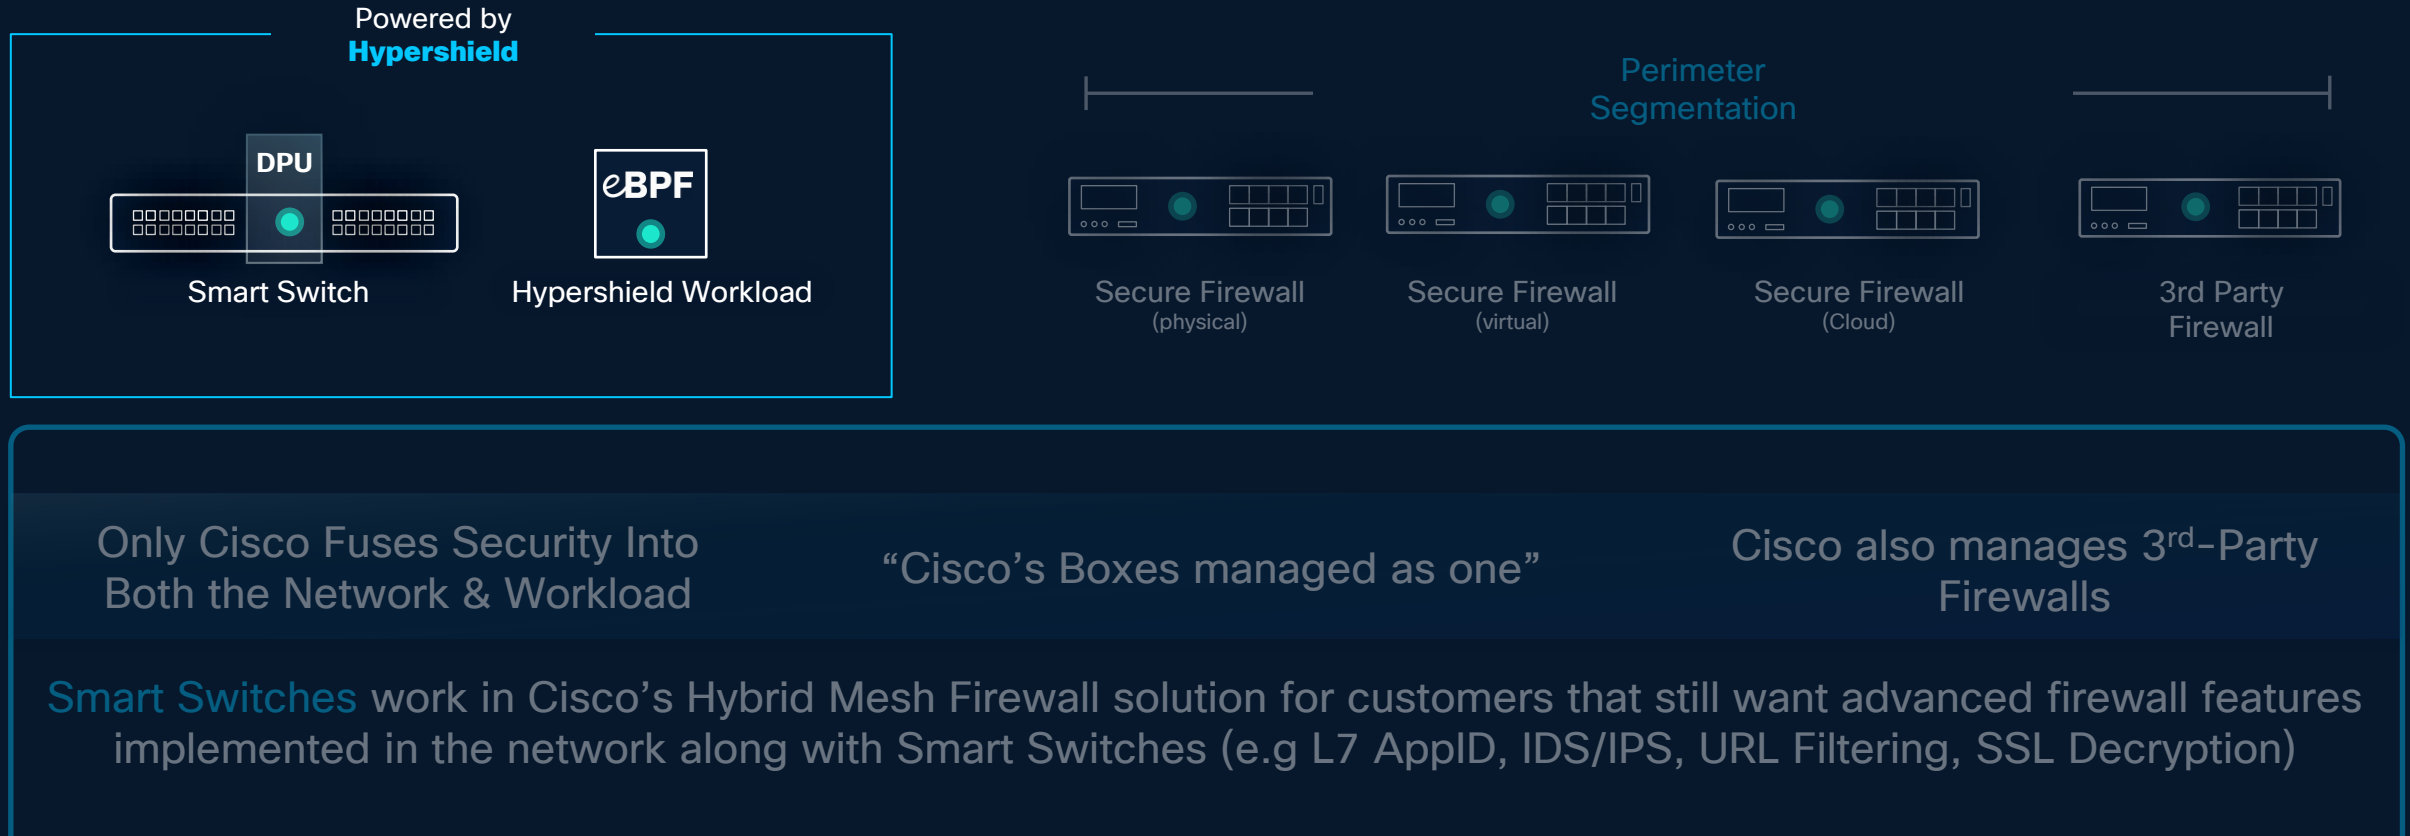 Powered by
Hypershield
DPU
eBPF
Smart Switch
Hypershield Workload
Perimeter
Segmentation
Secure Firewall
(physical)
Secure Firewall
(virtual)
Secure Firewall
(Cloud)
3rd Party
Firewall
Only Cisco Fuses Security Into
Both the Network & Workload
“Cisco’s Boxes managed as one”
Cisco also manages 3rd-Party
Firewalls
Smart Switches work in Cisco’s Hybrid Mesh Firewall solution for customers that still want advanced firewall features
implemented in the network along with Smart Switches (e.g L7 AppID, IDS/IPS, URL Filtering, SSL Decryption)